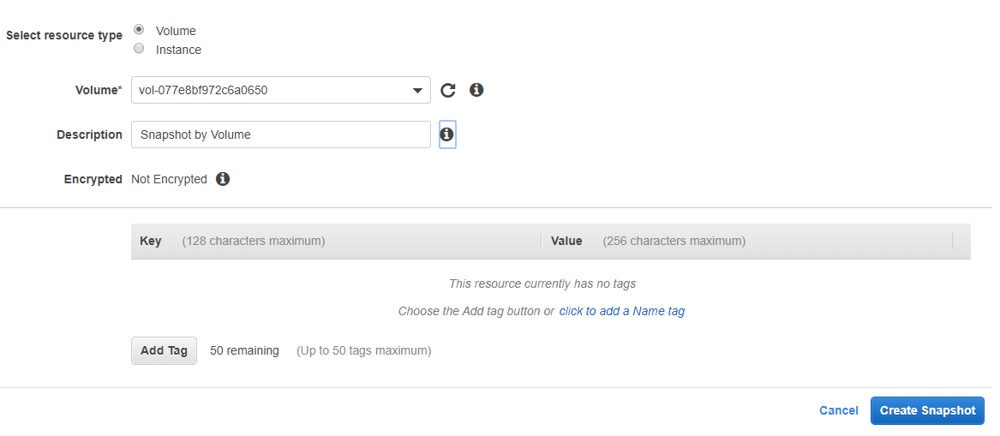 Select resource type Volume
Instance
Volume* vol-077e8bf972c6a0650
Description Snapshot by Volume
Encrypted Not Encrypted
Key (128 characters maximum) Value (256 characters maximum)
This resource currently has no tags
Choose the Add tag button or click to add a Name tag
Add Tag 50 remaining (Up to 50 tags maximum)
Cancel Create Snapshot